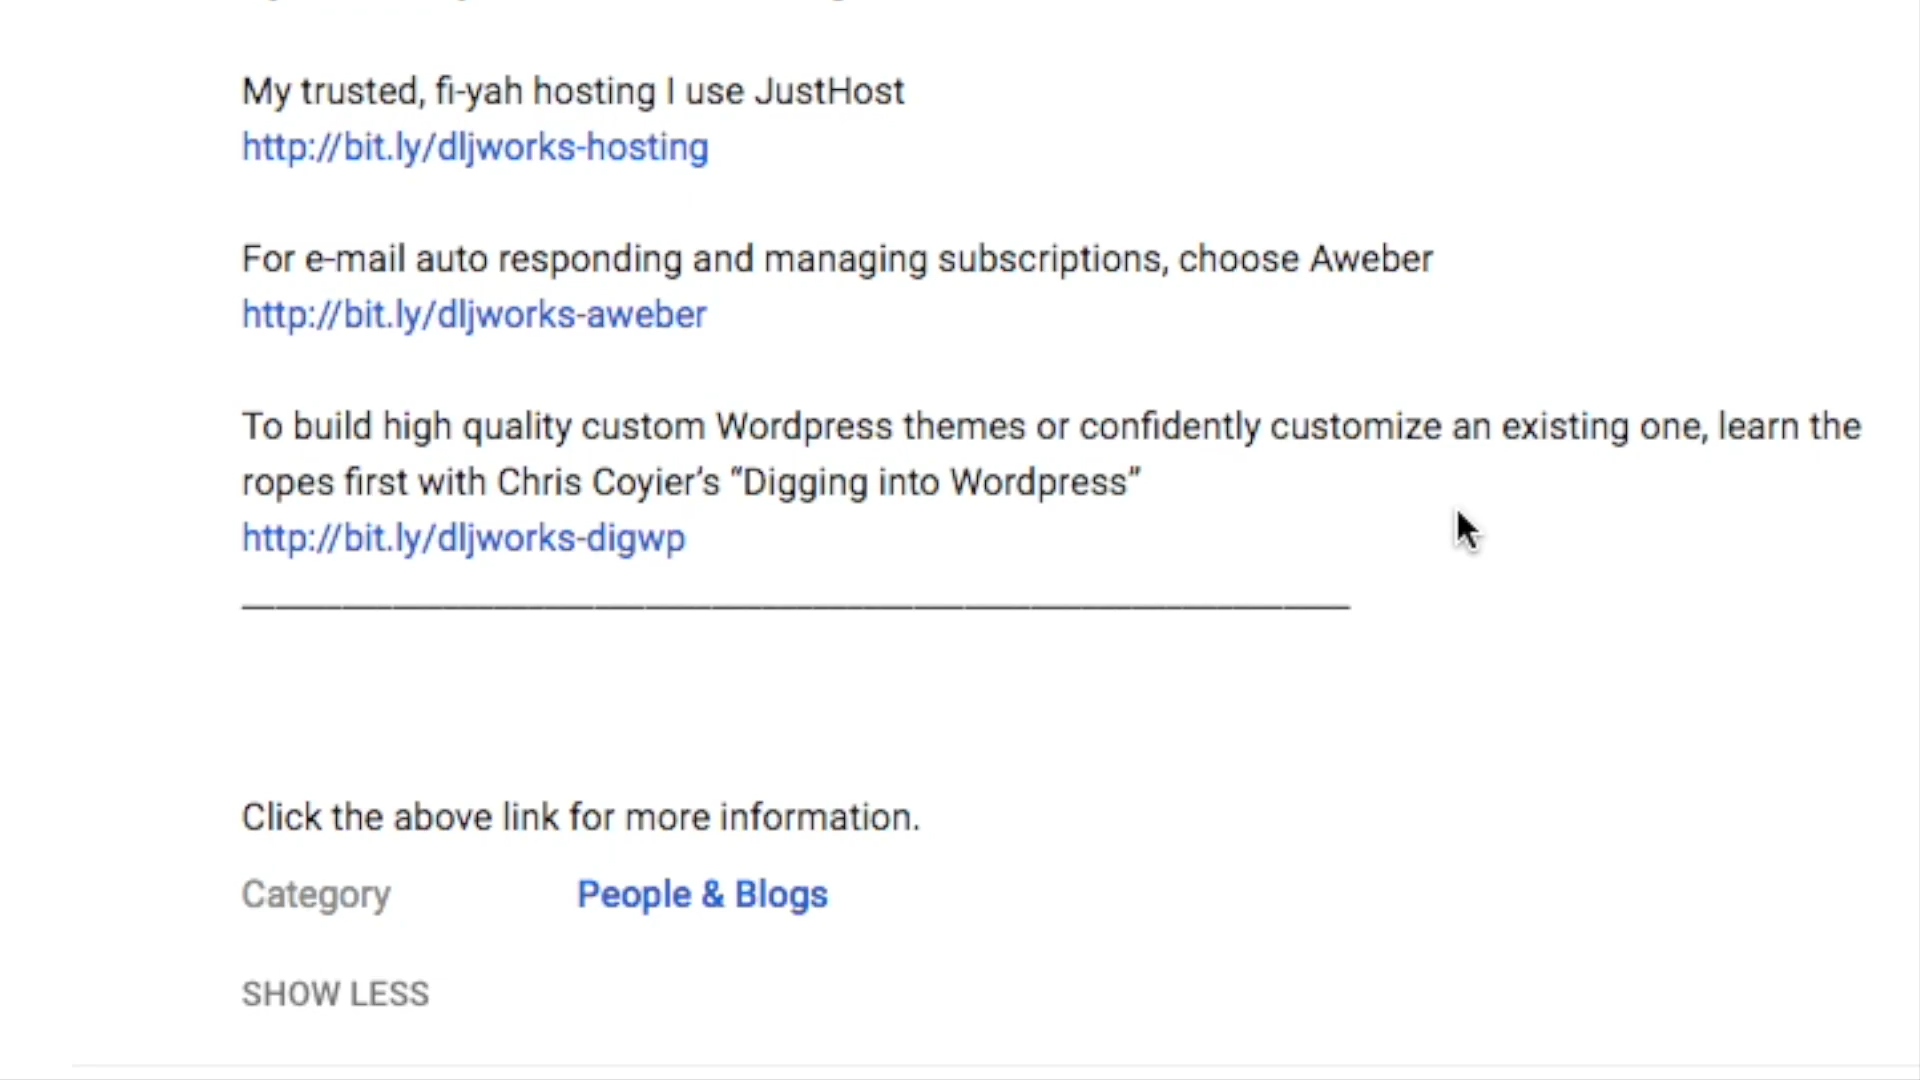 My trusted, fi-yah hosting I use JustHost
http://bit.ly/dljworks-hosting
For e-mail auto responding and managing subscriptions, choose Aweber
http://bit.ly/dljworks-aweber
To build high quality custom Wordpress themes or confidently customize an existing one, learn the
ropes first with Chris Coyier’s “Digging into Wordpress”
http://bit.ly/dljworks-digwp
Click the above link for more information.
Category People & Blogs
SHOW LESS